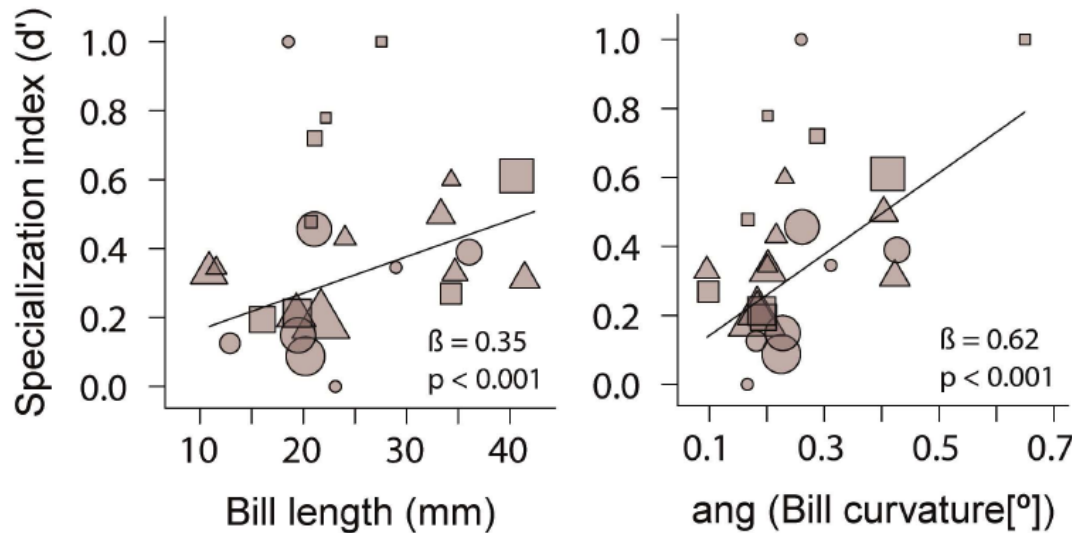 Specialization index (d')
1.0
0.8
0.6
0.4
0.2
0.0
ß = 0.35
p < 0.001
10 20 30 40
Bill length (mm)
1.0
0.8
0.6
0.4
0.2
0.0
ß = 0.62
p < 0.001
0.1 0.3 0.5 0.7
ang (Bill curvature[º])